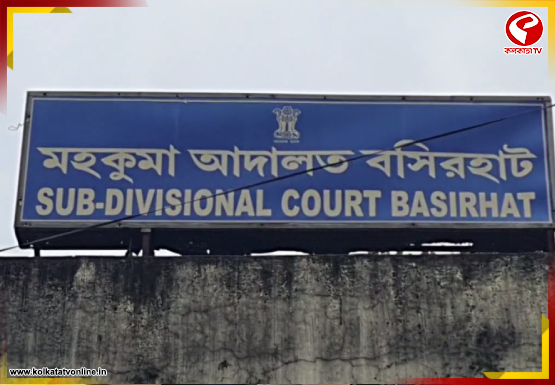 কলকাতা TV
মহকুমা আদালত বসিরহাট
SUB-DIVISIONAL COURT BASIRHAT
www.kolkatatvonline.in